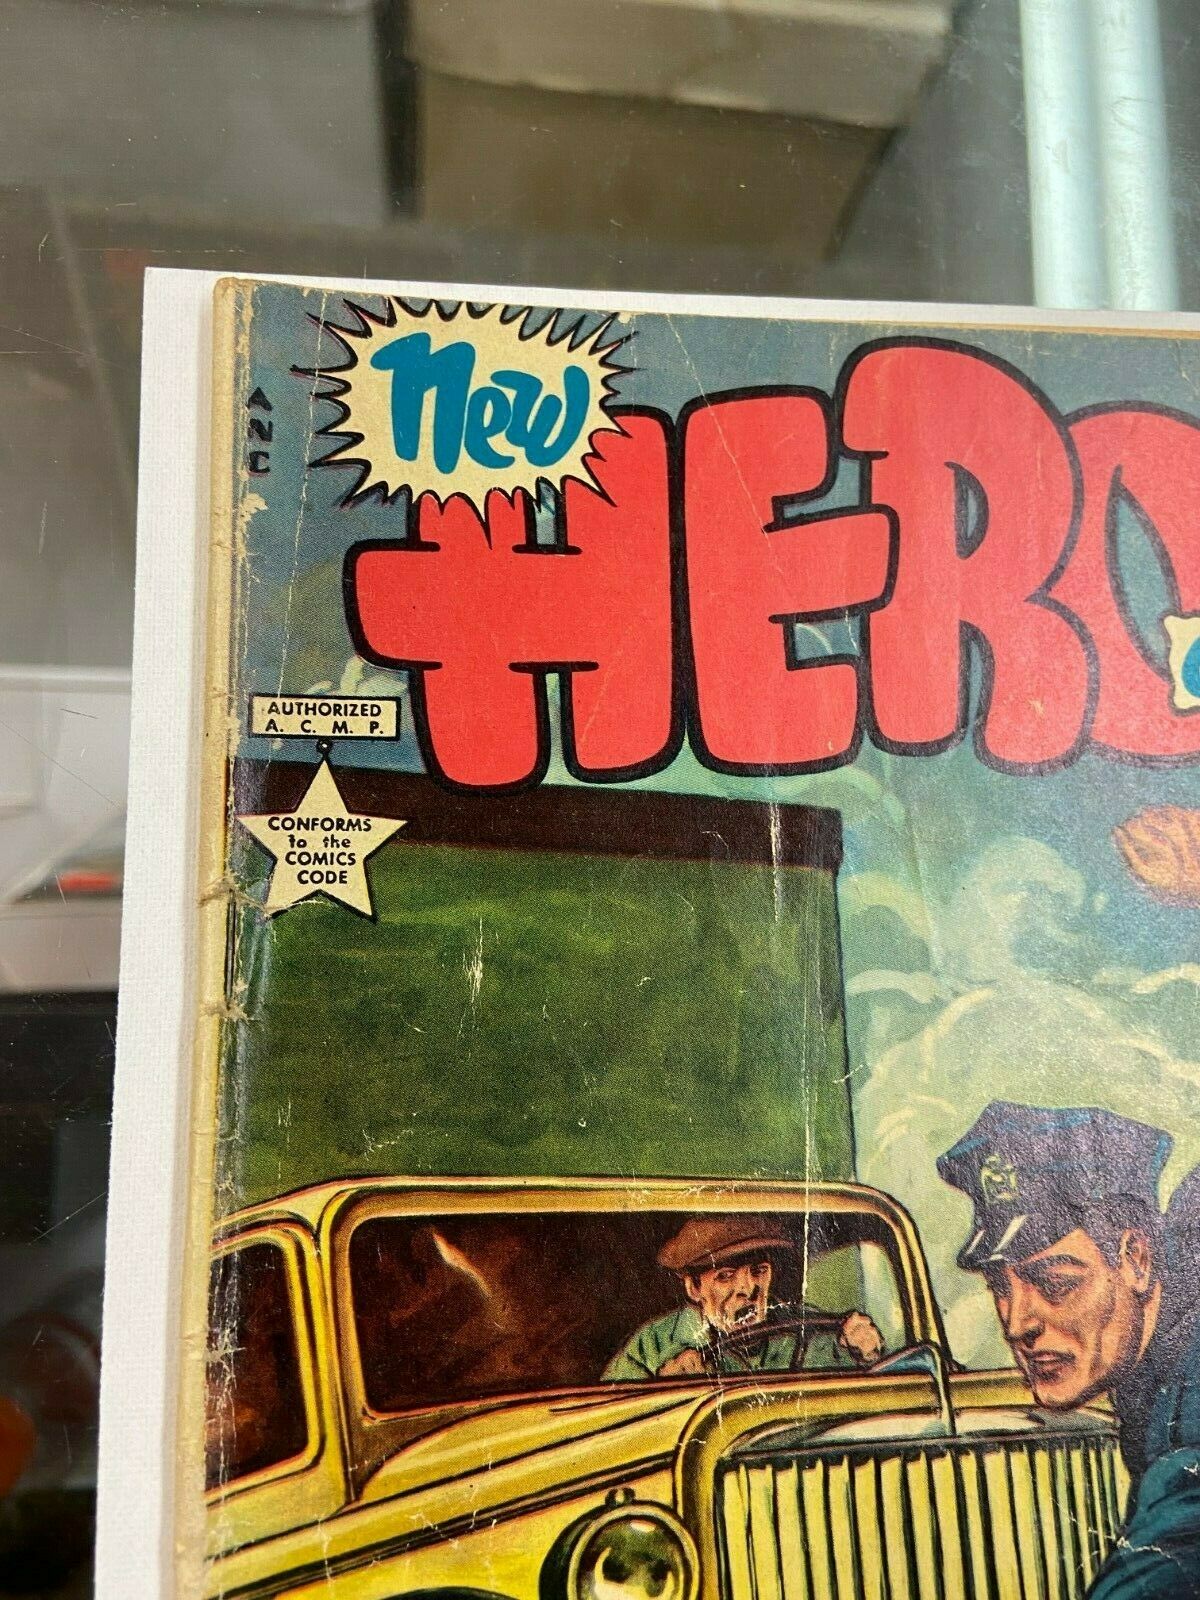 New
HERO
ANC
AUTHORIZED
A. C. M. P.
CONFORMS
to the
COMICS
CODE